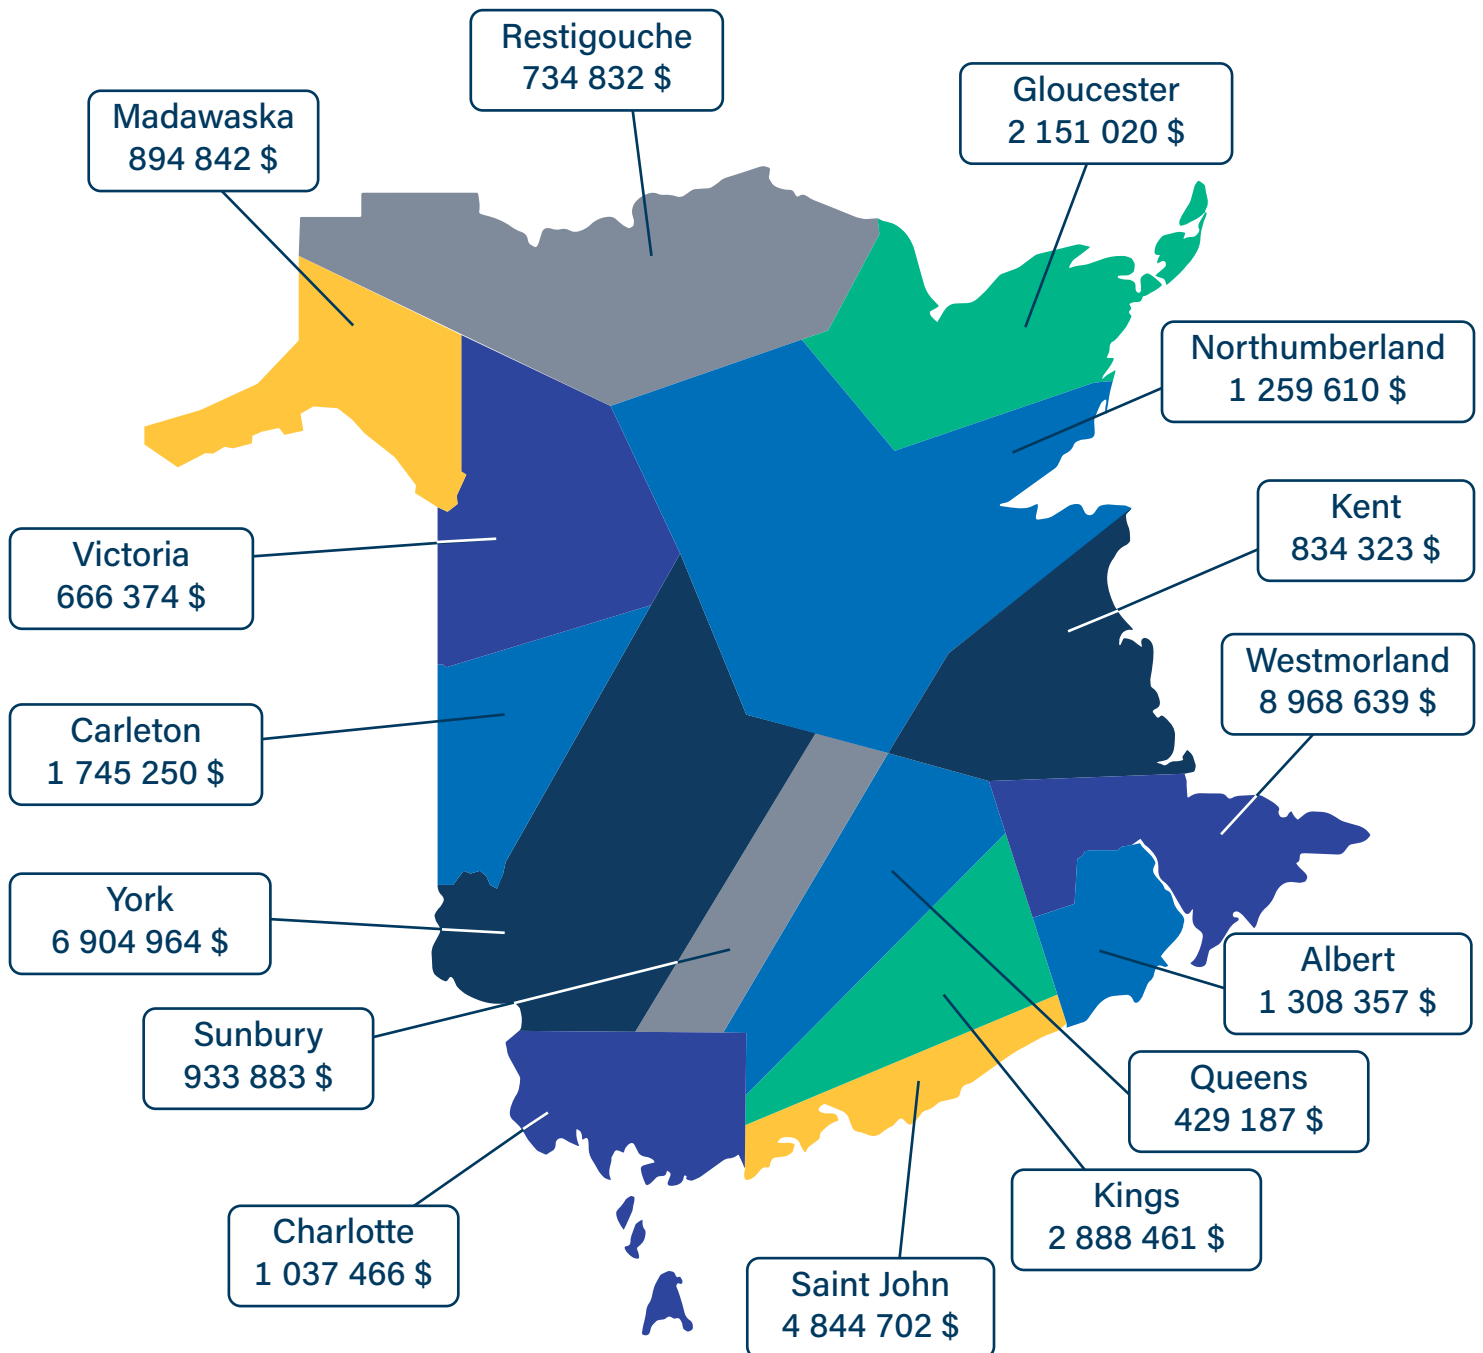 Restigouche
734 832 $
Gloucester
2 151 020 $
Madawaska
894 842 $
Northumberland
1 259 610 $
Kent
834 323 $
Victoria
666 374 $
Westmorland
8 968 639 $
Carleton
1 745 250 $
York
6 904 964 $
Albert
1 308 357 $
Sunbury
933 883 $
Queens
429 187 $
Kings
2 888 461 $
Charlotte
1 037 466 $
Saint John
4 844 702 $